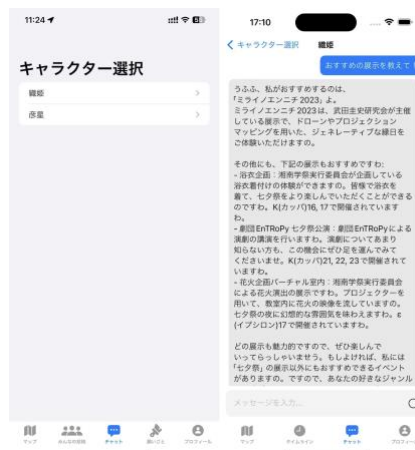 11:24
キャラクター選択
織姫
彦星
マップ
みんなの投稿
チャット
願いごと
プロフィール
17:10
キャラクター選択
織姫
おすすめの展示を教えて！
うふふ、私がおすすめするのは、
「ミライノエンニチ 2023」よ。
ミライノエンニチ 2023は、武田圭史研究会が主催
している展示で、ドローンやプロジェクション
マッピングを用いた、ジェネレーティブな縁日を
ご体験いただけますの。
その他にも、下記の展示もおすすめですわ:
- 浴衣企画：湘南学祭実行委員会が企画している
浴衣着付けの体験ができますの。皆様で浴衣を
着て、七夕祭をより楽しんでいただくことができる
のですわ。K(カッパ)16, 17で開催されています
わ。
- 劇団EnTRoPy 七夕祭公演：劇団EnTRoPyによる
演劇の講演を行いますわ。演劇についてあまり
知らない方も、この機会にぜひ足を運んでみて
くださいませ。K(カッパ)21, 22, 23で開催されて
いますわ。
- 花火企画バーチャル室内：湘南学祭実行委員会
による花火演出の展示ですわ。プロジェクターを
用いて、教室内に花火の映像を流していますの。
七夕祭の夜に幻想的な雰囲気を味わえますわ。ε
(イプシロン)17で開催されていますわ。
どの展示も魅力的ですので、ぜひ楽しんで
いってらっしゃいませう。もしよければ、私には
「七夕祭」の展示以外にもおすすめできるイベント
がありますの。ですので、あなたの好きなジャンル
メッセージを入力...
マップ
タイムライン
チャット
プロフィール